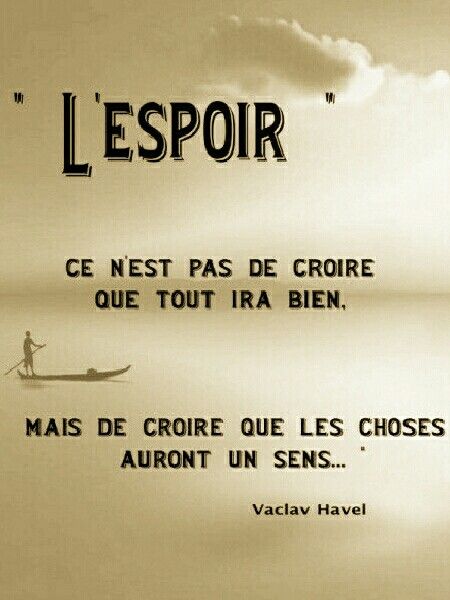 " L'ESPOIR "
CE N'EST PAS DE CROIRE
QUE TOUT IRA BIEN,
MAIS DE CROIRE QUE LES CHOSES
AURONT UN SENS... "
Vaclav Havel